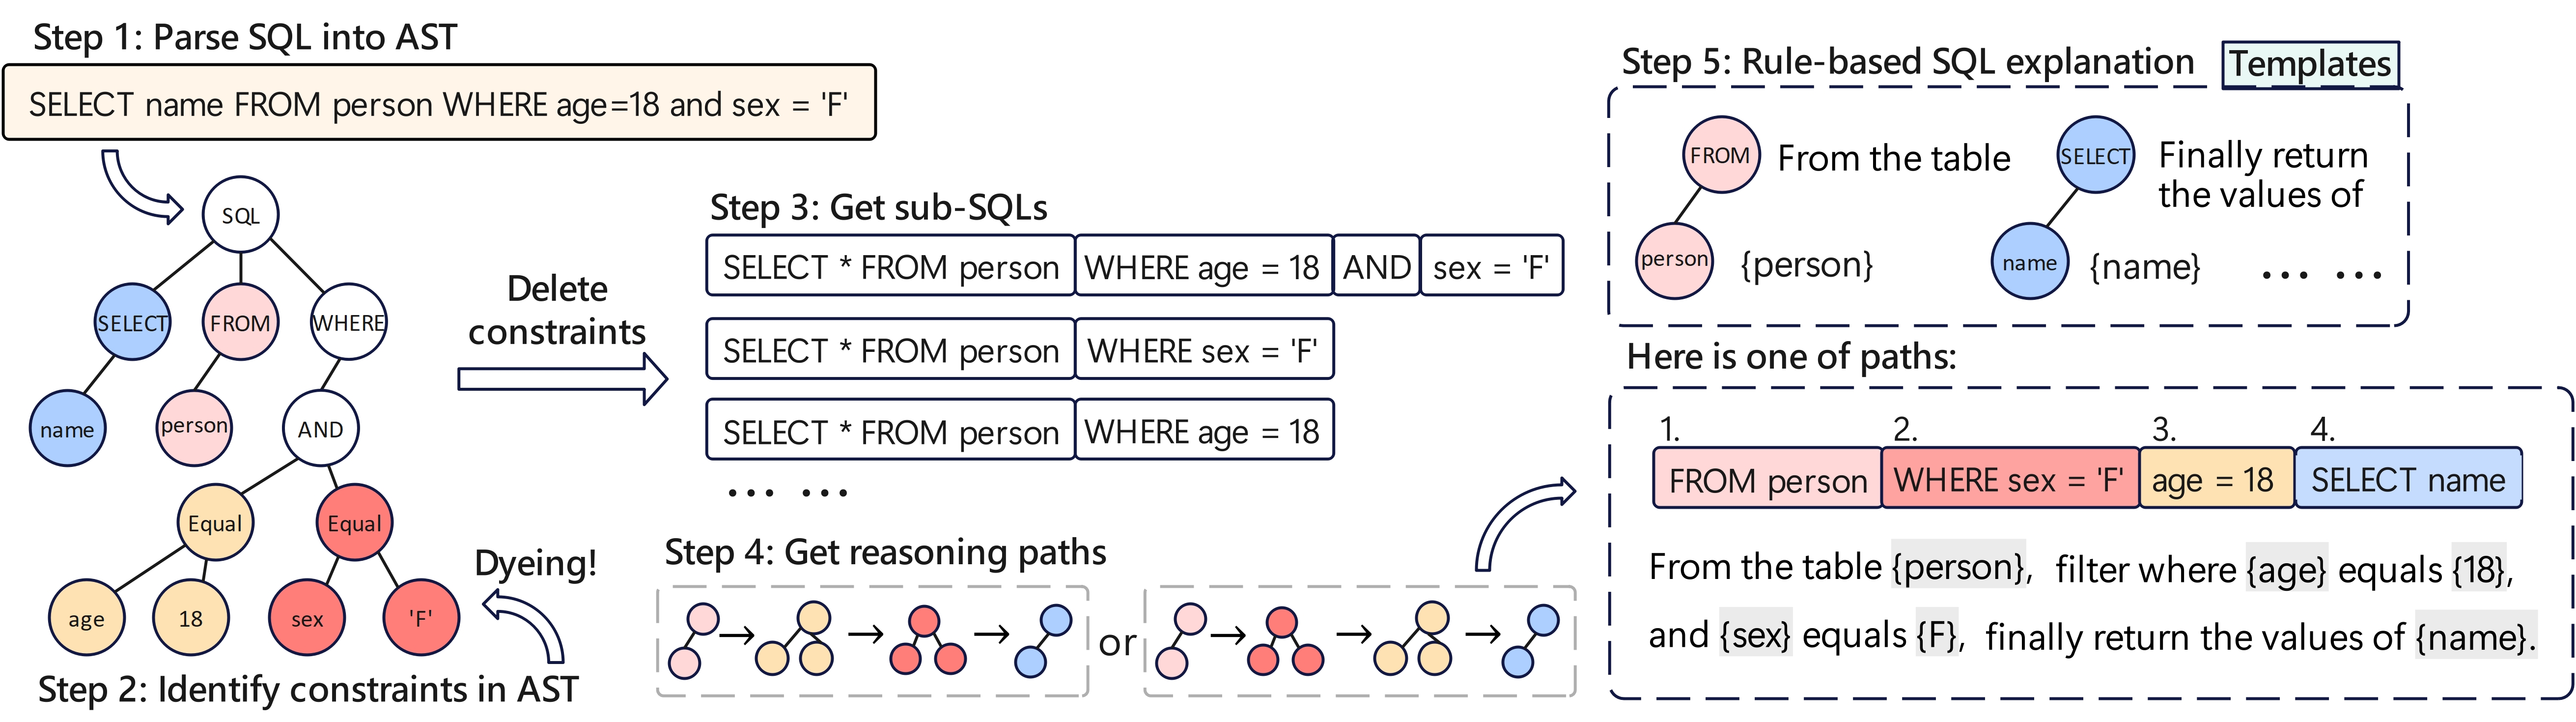 Step 1: Parse SQL into AST
SELECT name FROM person WHERE age=18 and sex = 'F'
SQL
SELECT
FROM
WHERE
name
person
AND
Equal
Equal
age
18
sex
'F'
Dyeing!
Step 2: Identify constraints in AST
Delete
constraints
Step 3: Get sub-SQLs
SELECT * FROM person WHERE age = 18 AND sex = 'F'
SELECT * FROM person WHERE sex = 'F'
SELECT * FROM person WHERE age = 18
... ...
Step 4: Get reasoning paths
or
Step 5: Rule-based SQL explanation
Templates
FROM
From the table
person
{person}
SELECT
Finally return
the values of
name
{name}
... ...
Here is one of paths:
1. 2. 3. 4.
FROM person WHERE sex = 'F' age = 18 SELECT name
From the table {person}, filter where {age} equals {18},
and {sex} equals {F}, finally return the values of {name}.